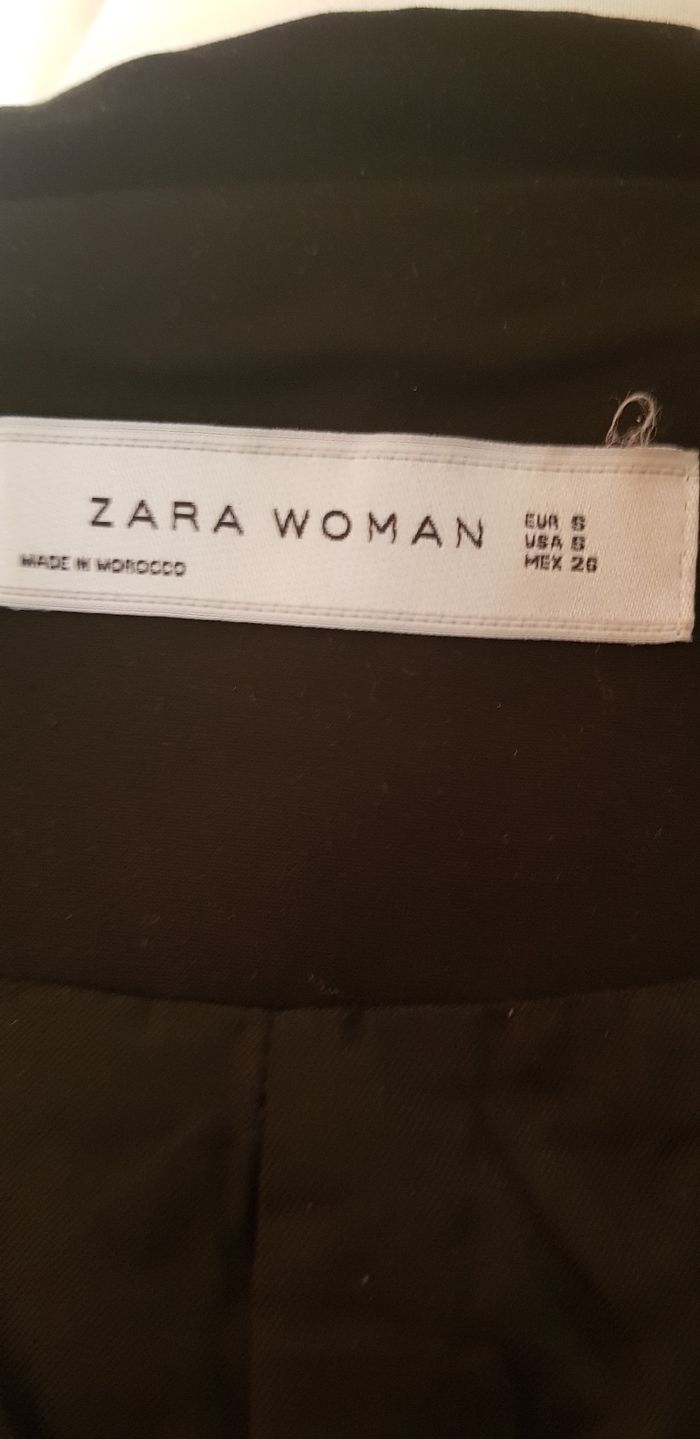 ZARA WOMAN
MADE IN MOROCCO
EUR S
USA S
MEX 26